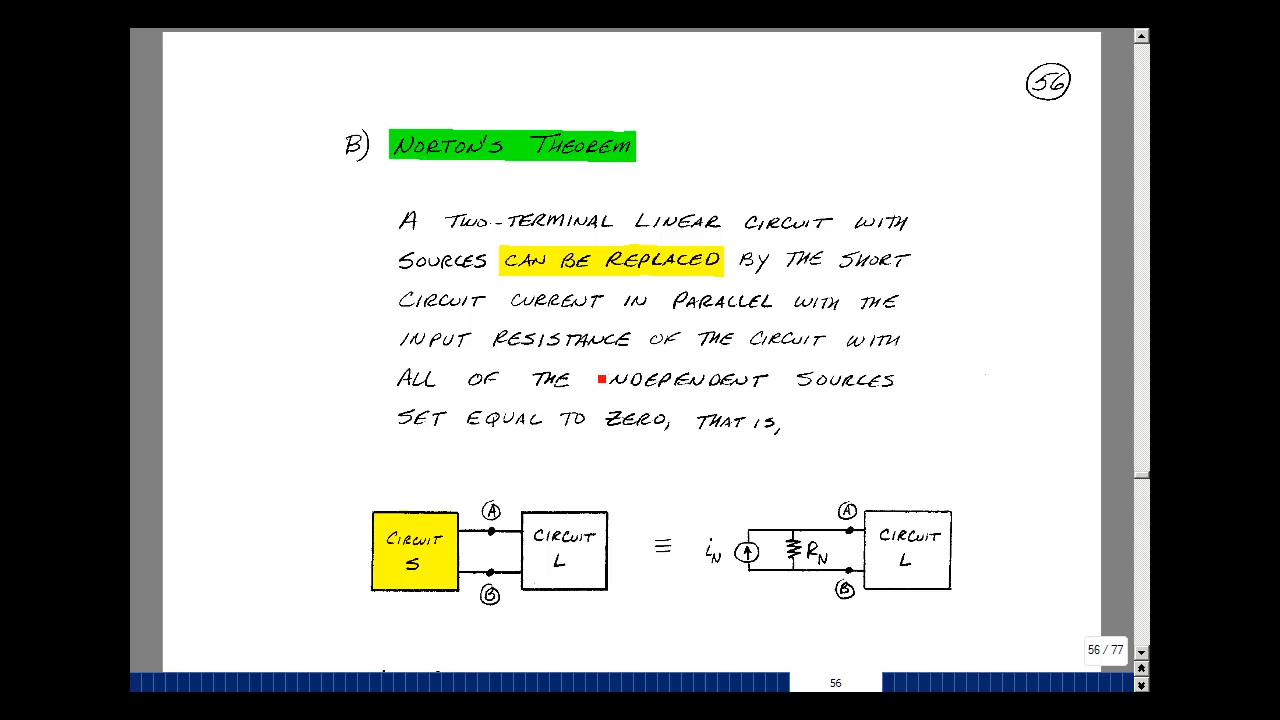 56
B) NORTON'S THEOREM
A TWO-TERMINAL LINEAR CIRCUIT WITH
SOURCES CAN BE REPLACED BY THE SHORT
CIRCUIT CURRENT IN PARALLEL WITH THE
INPUT RESISTANCE OF THE CIRCUIT WITH
ALL OF THE INDEPENDENT SOURCES
SET EQUAL TO ZERO, THAT IS,
A
CIRCUIT
S
CIRCUIT
L
B
≡
iN
RN
A
CIRCUIT
L
B
56 / 77
56